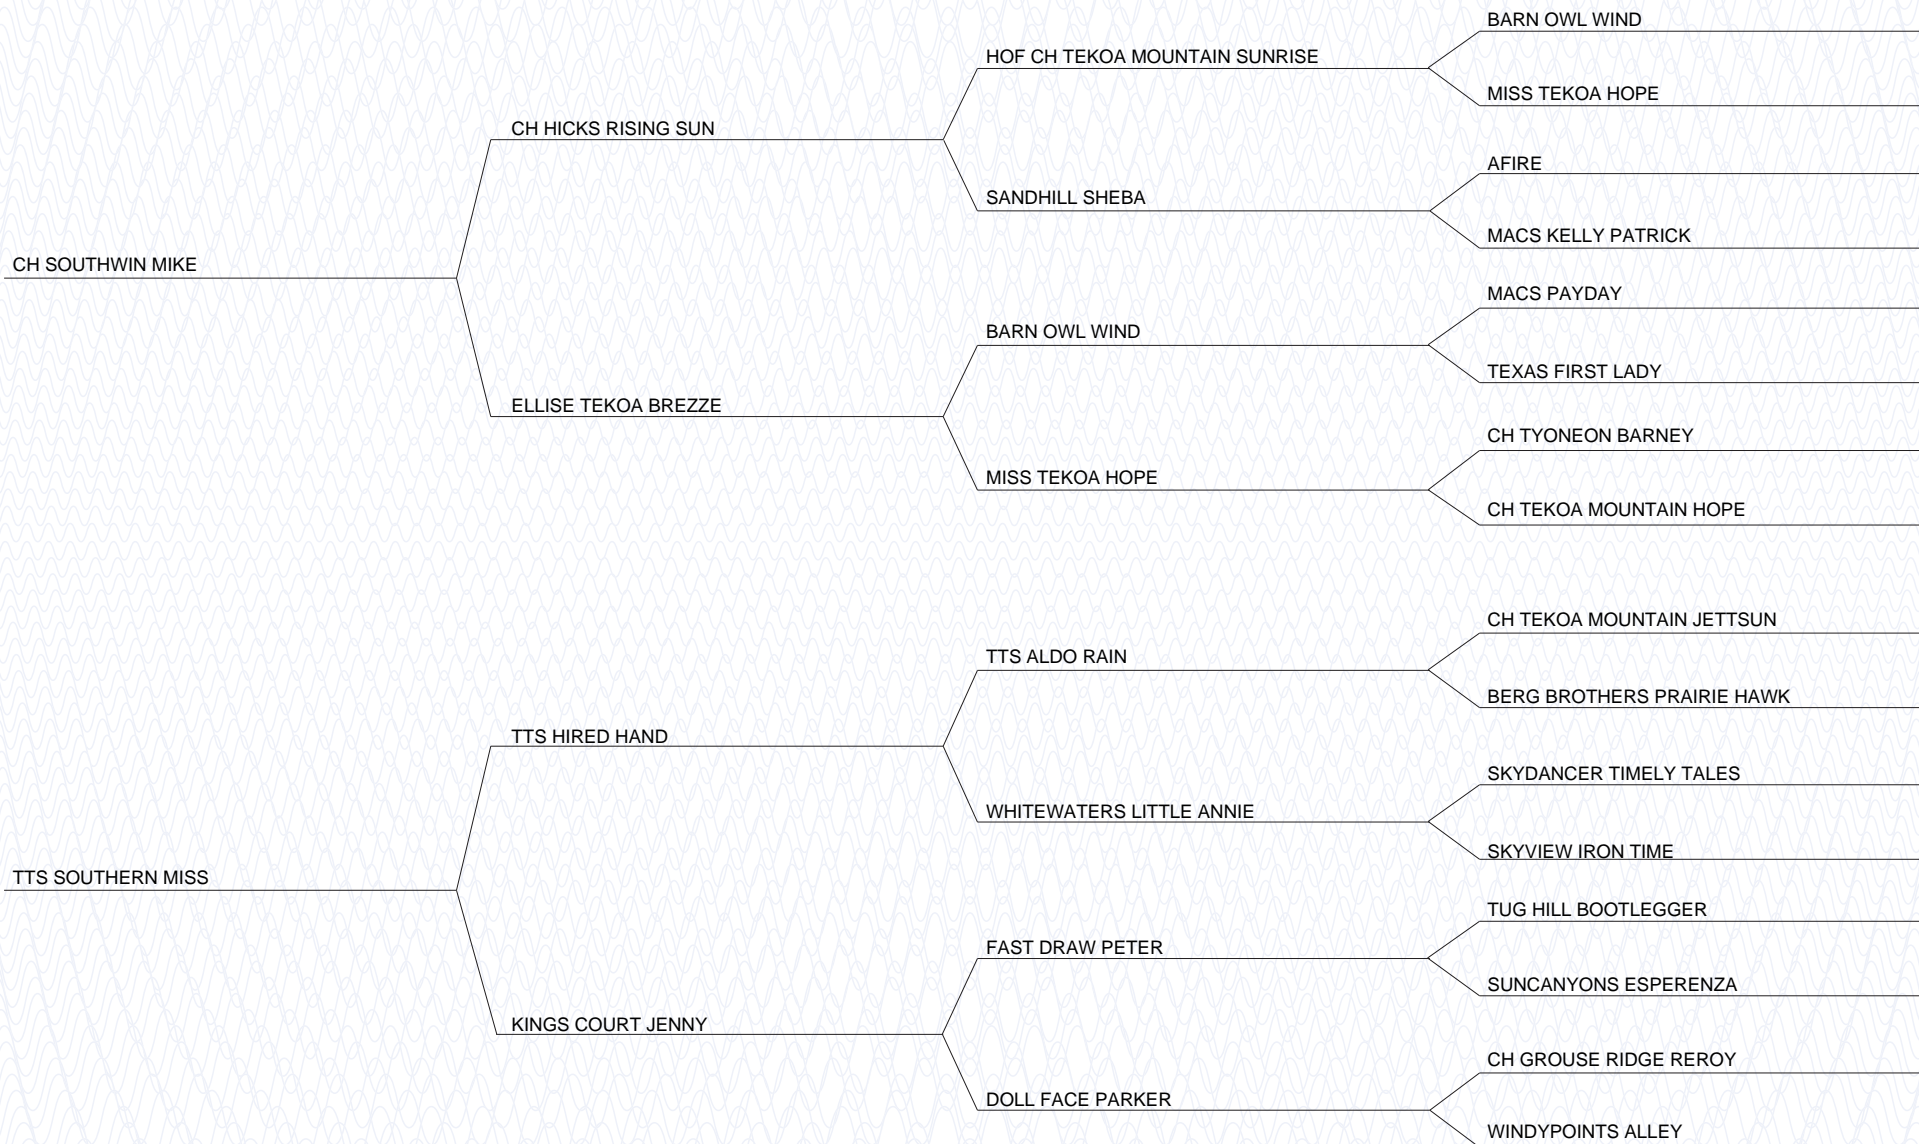 BARN OWL WIND
HOF CH TEKOA MOUNTAIN SUNRISE
MISS TEKOA HOPE
CH HICKS RISING SUN
AFIRE
SANDHILL SHEBA
MACS KELLY PATRICK
CH SOUTHWIN MIKE
MACS PAYDAY
BARN OWL WIND
TEXAS FIRST LADY
ELLISE TEKOA BREZZE
CH TYONEON BARNEY
MISS TEKOA HOPE
CH TEKOA MOUNTAIN HOPE
CH TEKOA MOUNTAIN JETTSUN
TTS ALDO RAIN
BERG BROTHERS PRAIRIE HAWK
TTS HIRED HAND
SKYDANCER TIMELY TALES
WHITEWATERS LITTLE ANNIE
SKYVIEW IRON TIME
TTS SOUTHERN MISS
TUG HILL BOOTLEGGER
FAST DRAW PETER
SUNCANYONS ESPERENZA
KINGS COURT JENNY
CH GROUSE RIDGE REROY
DOLL FACE PARKER
WINDYPOINTS ALLEY